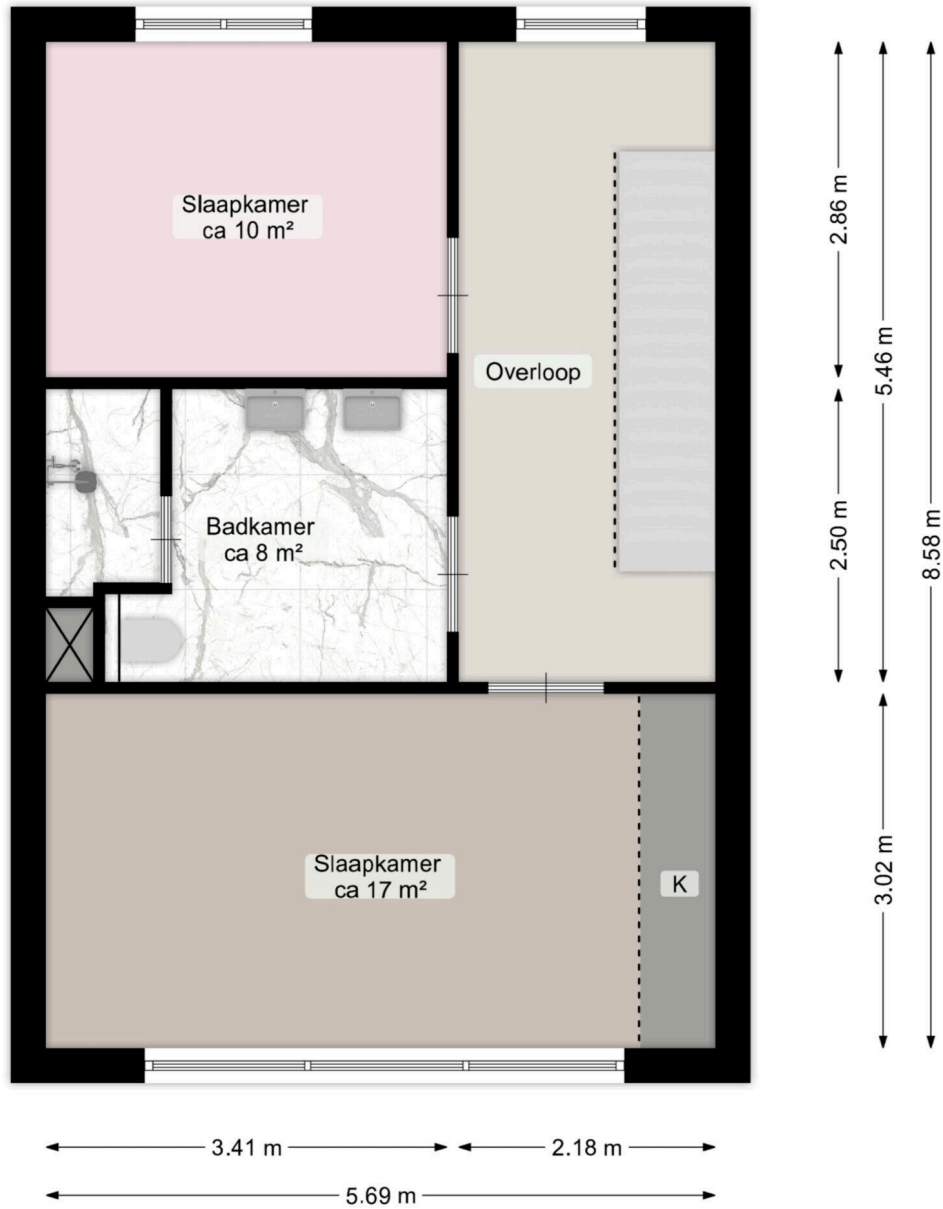 Slaapkamer
ca 10 m²
Overloop
Badkamer
ca 8 m²
Slaapkamer
ca 17 m²
K
2.86 m
2.50 m
5.46 m
3.02 m
8.58 m
3.41 m
2.18 m
5.69 m